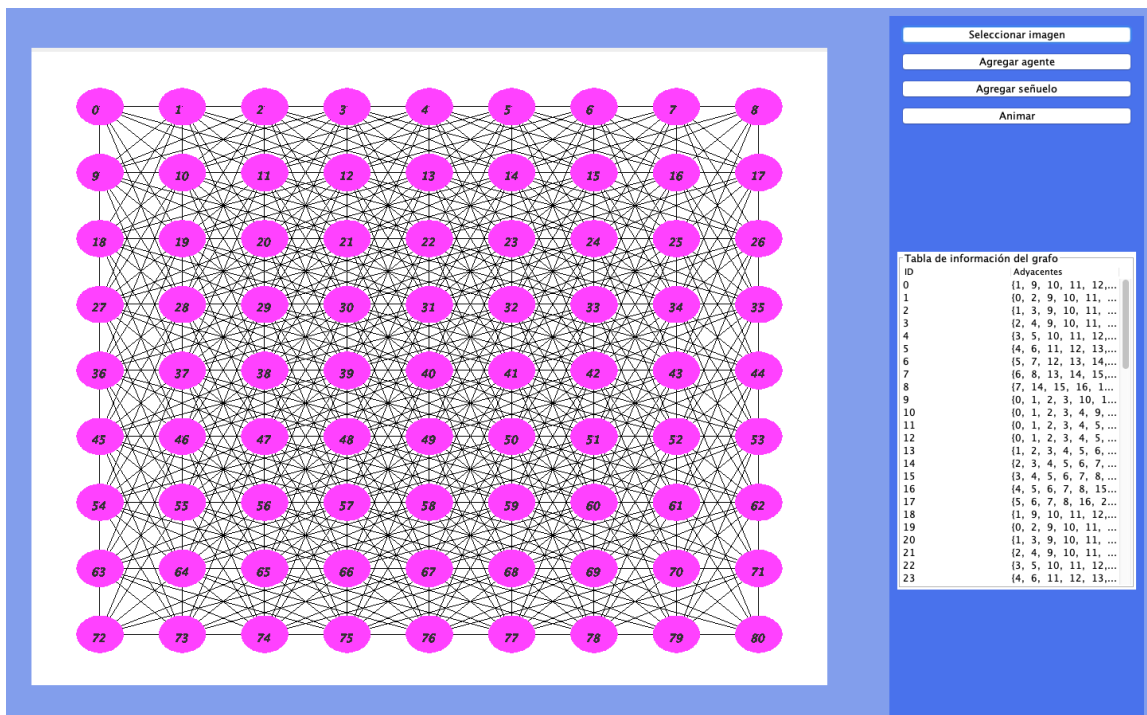 0 1 2 3 4 5 6 7 8
9 10 11 12 13 14 15 16 17
18 19 20 21 22 23 24 25 26
27 28 29 30 31 32 33 34 35
36 37 38 39 40 41 42 43 44
45 46 47 48 49 50 51 52 53
54 55 56 57 58 59 60 61 62
63 64 65 66 67 68 69 70 71
72 73 74 75 76 77 78 79 80
Seleccionar imagen
Agregar agente
Agregar señuelo
Animar
Tabla de información del grafo
ID Adyacentes
0 {1, 9, 10, 11, 12,...
1 {0, 2, 9, 10, 11, ...
2 {1, 3, 9, 10, 11, ...
3 {2, 4, 9, 10, 11, ...
4 {3, 5, 10, 11, 12,...
5 {4, 6, 11, 12, 13,...
6 {5, 7, 12, 13, 14,...
7 {6, 8, 13, 14, 15,...
8 {7, 14, 15, 16, 1...
9 {0, 1, 2, 3, 10, 1...
10 {0, 1, 2, 3, 4, 9, ...
11 {0, 1, 2, 3, 4, 5, ...
12 {0, 1, 2, 3, 4, 5, ...
13 {1, 2, 3, 4, 5, 6, ...
14 {2, 3, 4, 5, 6, 7, ...
15 {3, 4, 5, 6, 7, 8, ...
16 {4, 5, 6, 7, 8, 15...
17 {5, 6, 7, 8, 16, 2...
18 {1, 9, 10, 11, 12,...
19 {0, 2, 9, 10, 11, ...
20 {1, 3, 9, 10, 11, ...
21 {2, 4, 9, 10, 11, ...
22 {3, 5, 10, 11, 12,...
23 {4, 6, 11, 12, 13,...